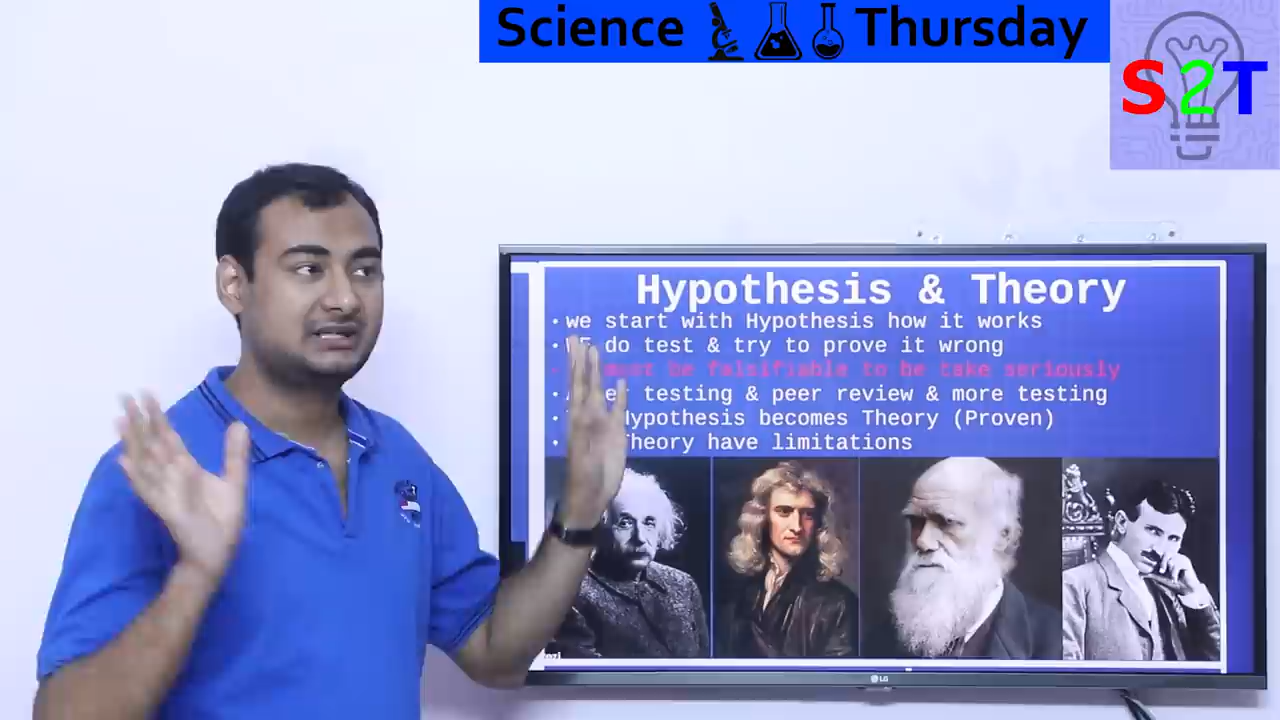 Science Thursday
S2T
Hypothesis & Theory
• we start with Hypothesis how it works
• do test & try to prove it wrong
• must be falsifiable to be take seriously
• testing & peer review & more testing
• Hypothesis becomes Theory (Proven)
• Theory have limitations
LG